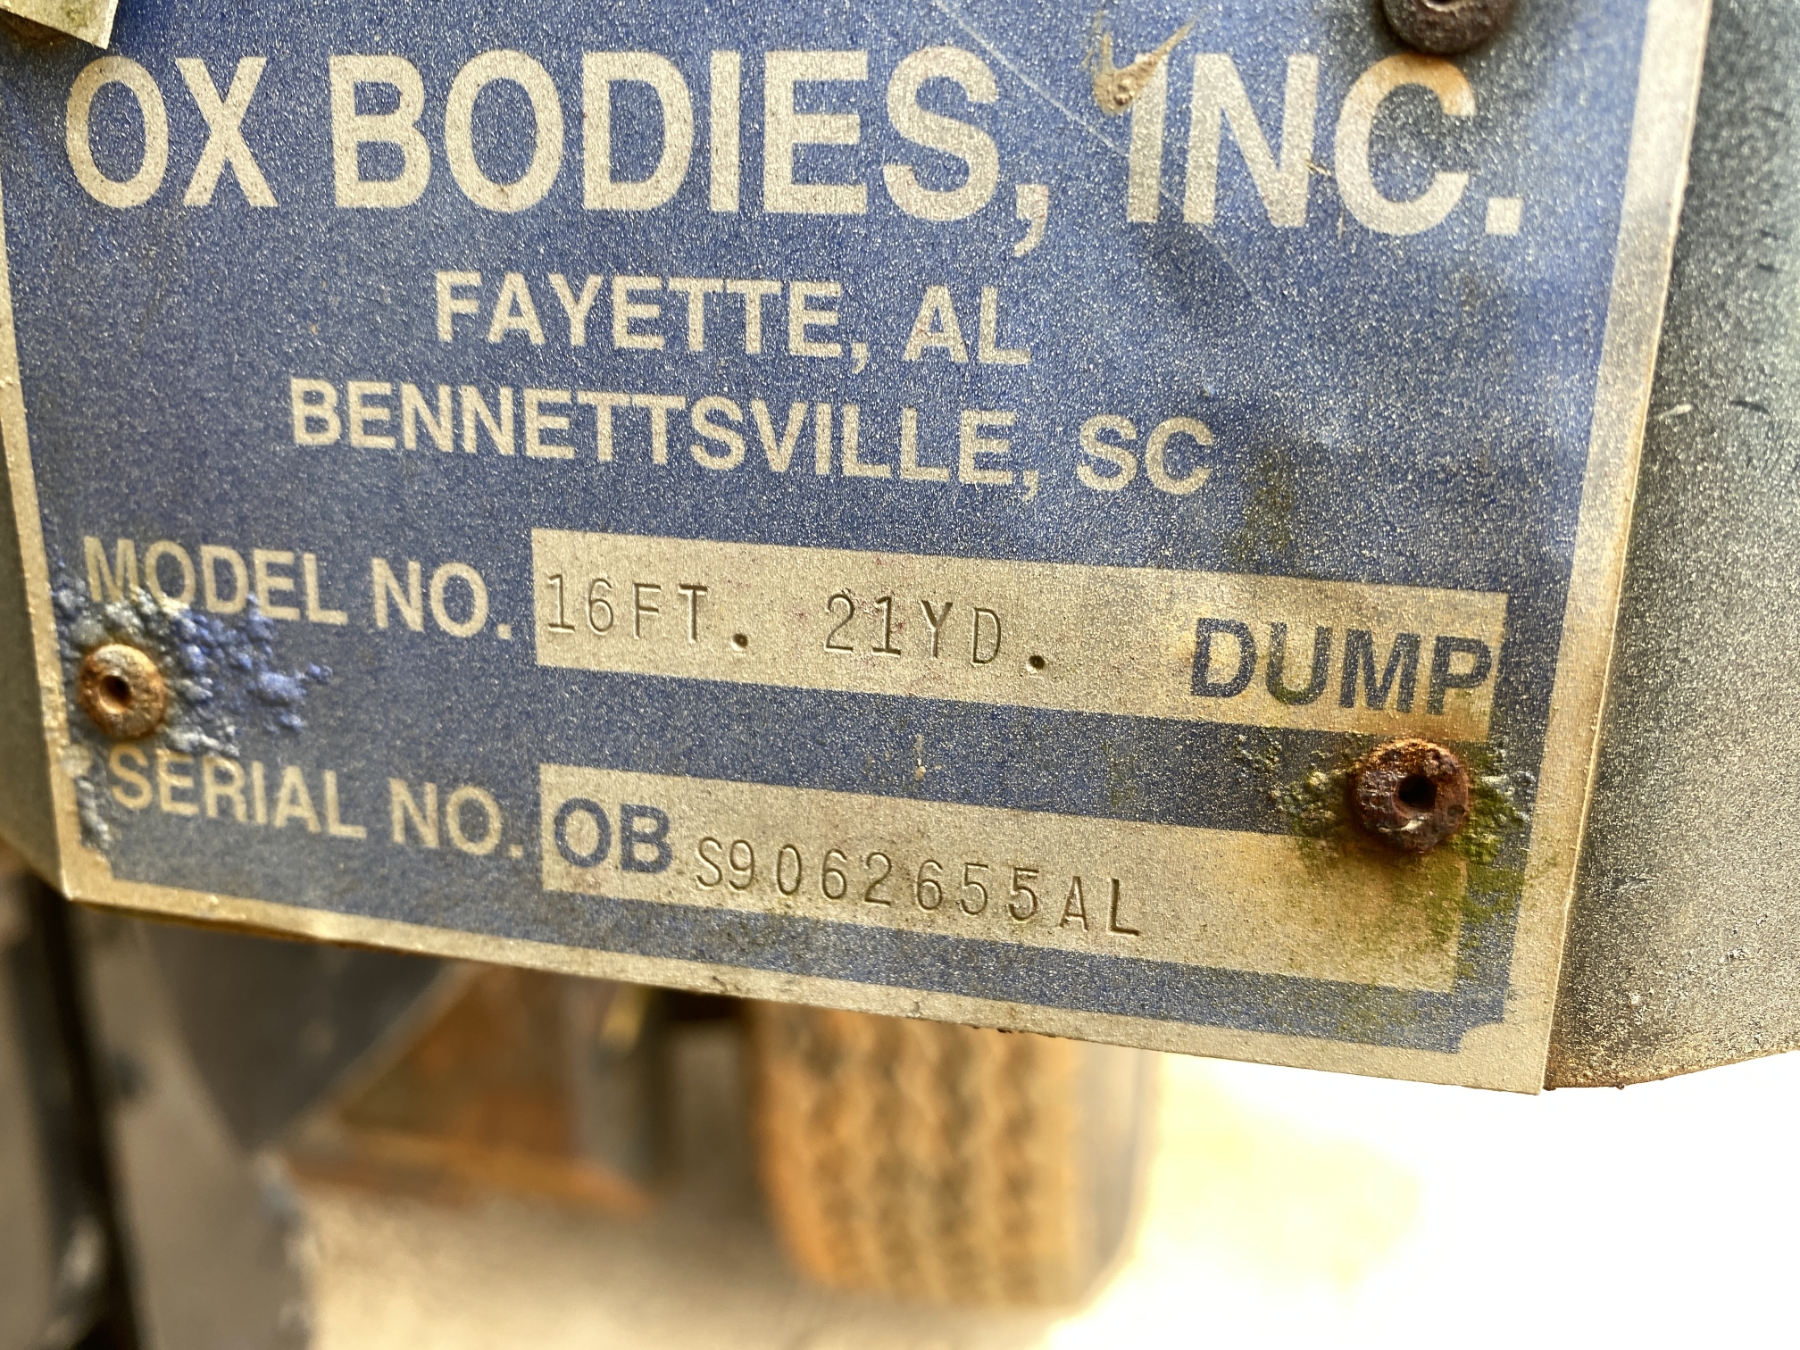 OX BODIES, INC.
FAYETTE, AL
BENNETTSVILLE, SC
MODEL NO. 16FT. 21YD. DUMP
SERIAL NO. OB S9062655AL